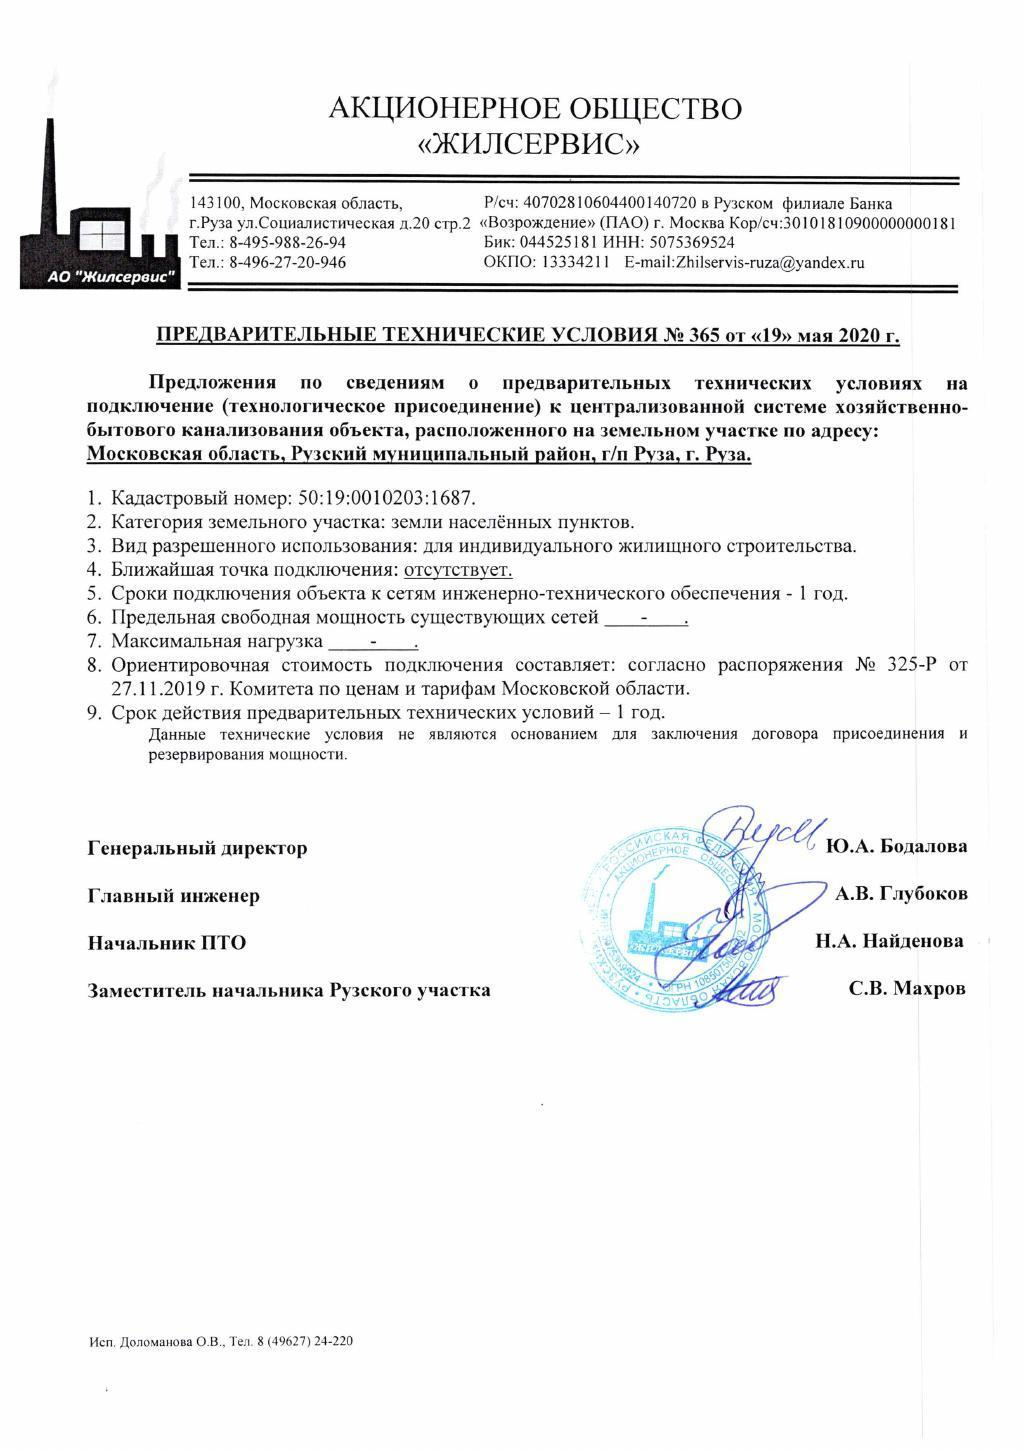 АКЦИОНЕРНОЕ ОБЩЕСТВО
«ЖИЛСЕРВИС»
АО "Жилсервис"
143100, Московская область,
г.Руза ул.Социалистическая д.20 стр.2
Тел.: 8-495-988-26-94
Тел.: 8-496-27-20-946
Р/сч: 40702810604400140720 в Рузском филиале Банка
«Возрождение» (ПАО) г. Москва Кор/сч:30101810900000000181
Бик: 044525181 ИНН: 5075369524
ОКПО: 13334211 E-mail:Zhilservis-ruza@yandex.ru
ПРЕДВАРИТЕЛЬНЫЕ ТЕХНИЧЕСКИЕ УСЛОВИЯ № 365 от «19» мая 2020 г.
Предложения по сведениям о предварительных технических условиях на
подключение (технологическое присоединение) к централизованной системе хозяйственно-
бытового канализования объекта, расположенного на земельном участке по адресу:
Московская область, Рузский муниципальный район, г/п Руза, г. Руза.
1. Кадастровый номер: 50:19:0010203:1687.
2. Категория земельного участка: земли населённых пунктов.
3. Вид разрешенного использования: для индивидуального жилищного строительства.
4. Ближайшая точка подключения: отсутствует.
5. Сроки подключения объекта к сетям инженерно-технического обеспечения - 1 год.
6. Предельная свободная мощность существующих сетей ____-____.
7. Максимальная нагрузка ____-____.
8. Ориентировочная стоимость подключения составляет: согласно распоряжения № 325-Р от
27.11.2019 г. Комитета по ценам и тарифам Московской области.
9. Срок действия предварительных технических условий – 1 год.
Данные технические условия не являются основанием для заключения договора присоединения и
резервирования мощности.
Генеральный директор Ю.А. Бодалова
Главный инженер А.В. Глубоков
Начальник ПТО Н.А. Найденова
Заместитель начальника Рузского участка С.В. Махров
РОССИЙСКАЯ ФЕДЕРАЦИЯ • МОСКОВСКАЯ ОБЛАСТЬ •
АКЦИОНЕРНОЕ ОБЩЕСТВО
Исп. Доломанова О.В., Тел. 8 (49627) 24-220